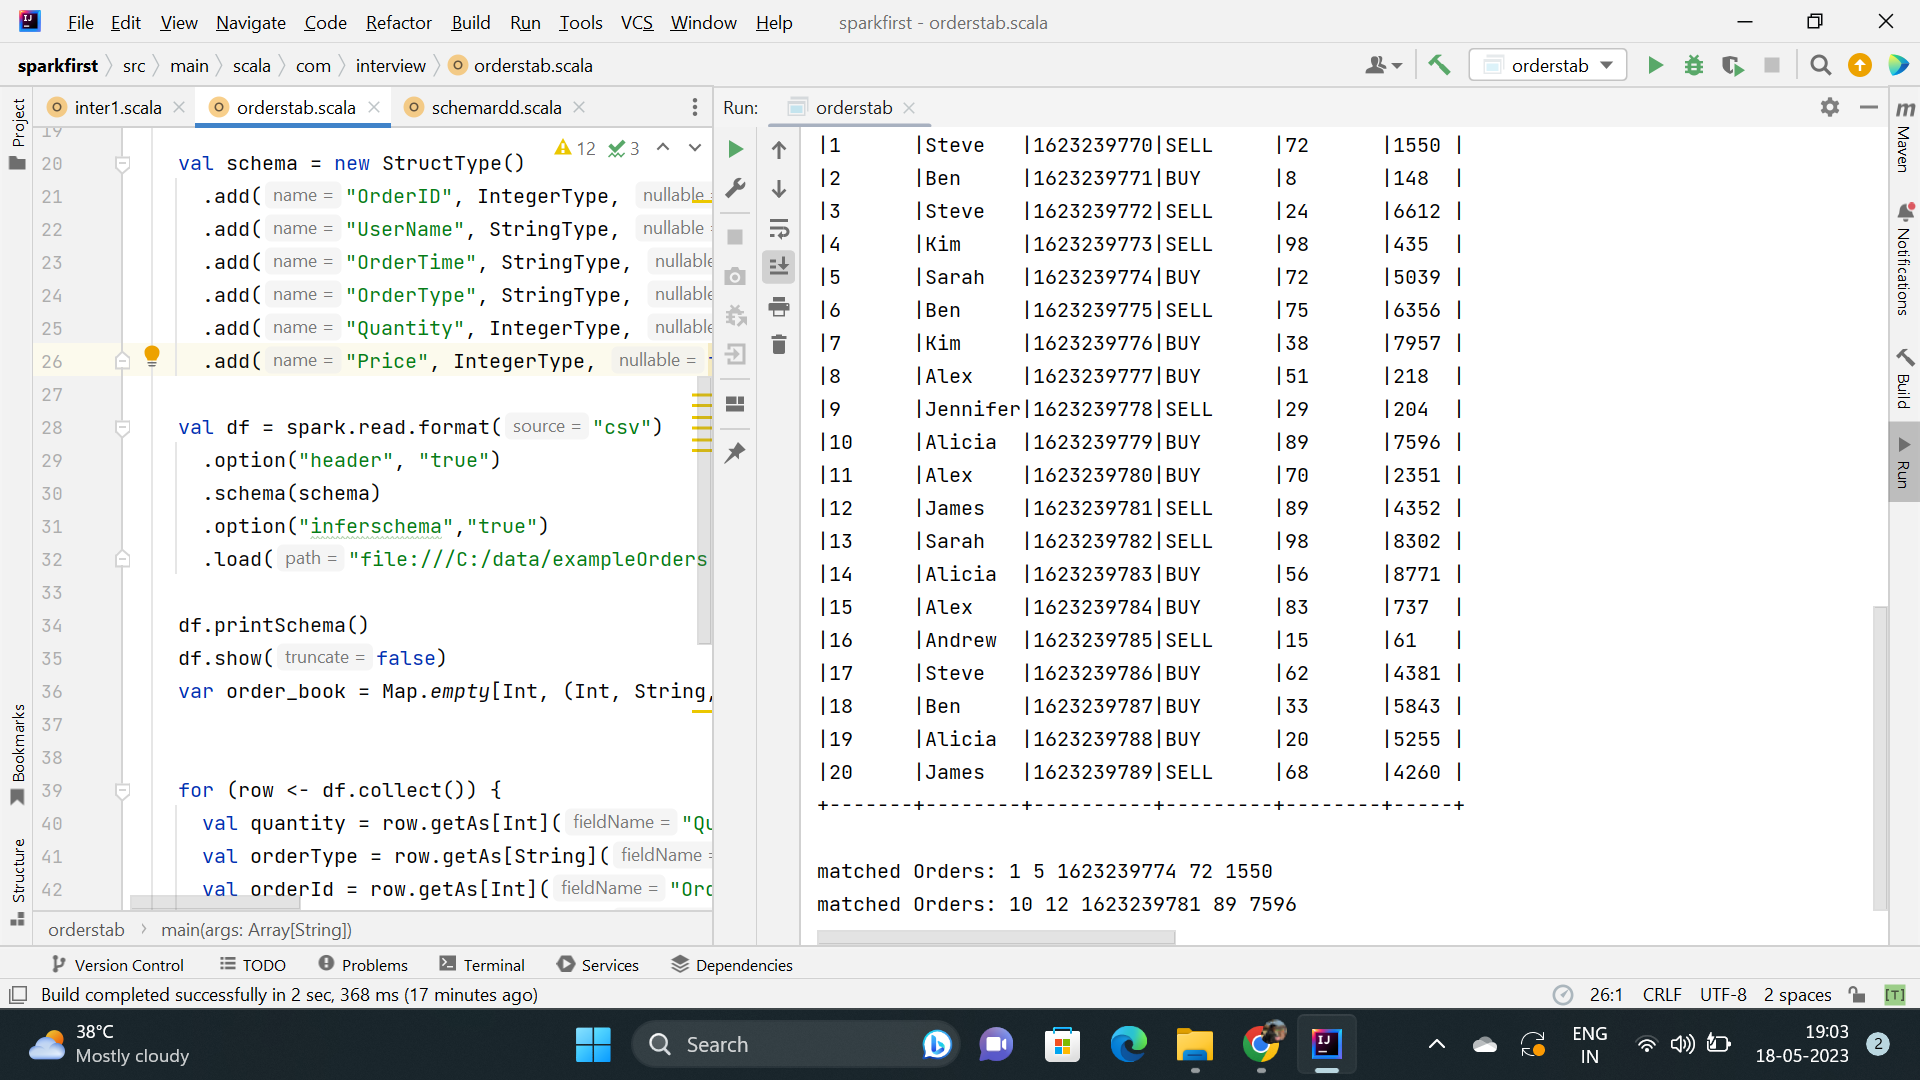 File Edit View Navigate Code Refactor Build Run Tools VCS Window Help sparkfirst - orderstab.scala
sparkfirst src main scala com interview orderstab.scala orderstab
Project
inter1.scala orderstab.scala schemardd.scala
19
12 3
20 val schema = new StructType()
21 .add( name = "OrderID", IntegerType, nullable =
22 .add( name = "UserName", StringType, nullable
23 .add( name = "OrderTime", StringType, nullable
24 .add( name = "OrderType", StringType, nullable
25 .add( name = "Quantity", IntegerType, nullable
26 .add( name = "Price", IntegerType, nullable =
27
28 val df = spark.read.format( source = "csv")
29 .option("header", "true")
30 .schema(schema)
31 .option("inferschema","true")
32 .load( path = "file:///C:/data/exampleOrders
33
34 df.printSchema()
35 df.show( truncate = false)
36 var order_book = Map.empty[Int, (Int, String,
37
38
39 for (row <- df.collect()) {
40 val quantity = row.getAs[Int]( fieldName = "Qu
41 val orderType = row.getAs[String]( fieldName =
42 val orderId = row.getAs[Int]( fieldName = "Ord
Bookmarks
Structure
orderstab main(args: Array[String])
Run: orderstab
|1 |Steve |1623239770|SELL |72 |1550 |
|2 |Ben |1623239771|BUY |8 |148 |
|3 |Steve |1623239772|SELL |24 |6612 |
|4 |Kim |1623239773|SELL |98 |435 |
|5 |Sarah |1623239774|BUY |72 |5039 |
|6 |Ben |1623239775|SELL |75 |6356 |
|7 |Kim |1623239776|BUY |38 |7957 |
|8 |Alex |1623239777|BUY |51 |218 |
|9 |Jennifer|1623239778|SELL |29 |204 |
|10 |Alicia |1623239779|BUY |89 |7596 |
|11 |Alex |1623239780|BUY |70 |2351 |
|12 |James |1623239781|SELL |89 |4352 |
|13 |Sarah |1623239782|SELL |98 |8302 |
|14 |Alicia |1623239783|BUY |56 |8771 |
|15 |Alex |1623239784|BUY |83 |737 |
|16 |Andrew |1623239785|SELL |15 |61 |
|17 |Steve |1623239786|BUY |62 |4381 |
|18 |Ben |1623239787|BUY |33 |5843 |
|19 |Alicia |1623239788|BUY |20 |5255 |
|20 |James |1623239789|SELL |68 |4260 |
+-------+--------+----------+---------+--------+-----+
matched Orders: 1 5 1623239774 72 1550
matched Orders: 10 12 1623239781 89 7596
m
Maven
Notifications
Build
Run
Version Control TODO Problems Terminal Services Dependencies
Build completed successfully in 2 sec, 368 ms (17 minutes ago) 26:1 CRLF UTF-8 2 spaces [T]
38°C
Mostly cloudy
Search
ENG
IN
19:03
18-05-2023
2